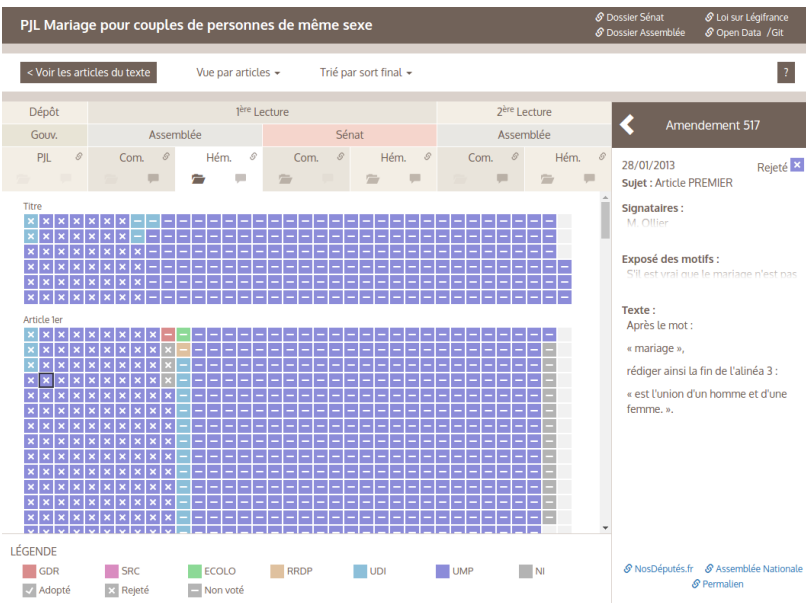 PJL Mariage pour couples de personnes de même sexe
Dossier Sénat
Loi sur Légifrance
Dossier Assemblée
Open Data /Git
< Voir les articles du texte
Vue par articles
Trié par sort final
?
Dépôt
1ère Lecture
2ère Lecture
Gouv.
Assemblée
Sénat
Assemblée
PJL
Com.
Hém.
Com.
Hém.
Com.
Hém.
Amendement 517
28/01/2013
Rejeté
Sujet : Article PREMIER
Signataires :
M. Ollier
Exposé des motifs :
S'il est vrai que le mariage n'est pas
Texte :
Après le mot :
« mariage »,
rédiger ainsi la fin de l'alinéa 3 :
« est l'union d'un homme et d'une
femme. ».
Titre
Article 1er
LÉGENDE
GDR
SRC
ECOLO
RRDP
UDI
UMP
NI
Adopté
Rejeté
Non voté
NosDéputés.fr
Assemblée Nationale
Permalien